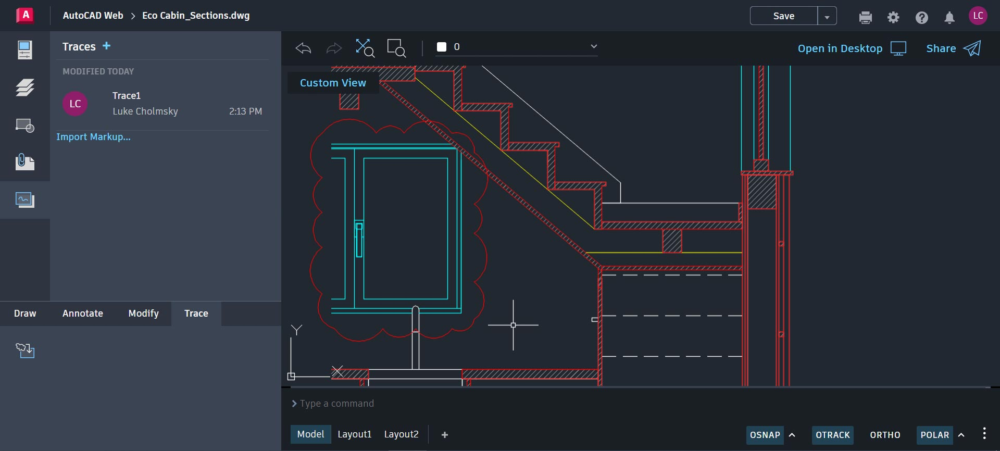 A
AutoCAD Web > Eco Cabin_Sections.dwg
Save
LC
Traces +
0
Open in Desktop
Share
MODIFIED TODAY
Custom View
LC
Trace1
Luke Cholmsky
2:13 PM
Import Markup...
Draw
Annotate
Modify
Trace
Y
X
Type a command
Model
Layout1
Layout2
+
OSNAP
OTRACK
ORTHO
POLAR